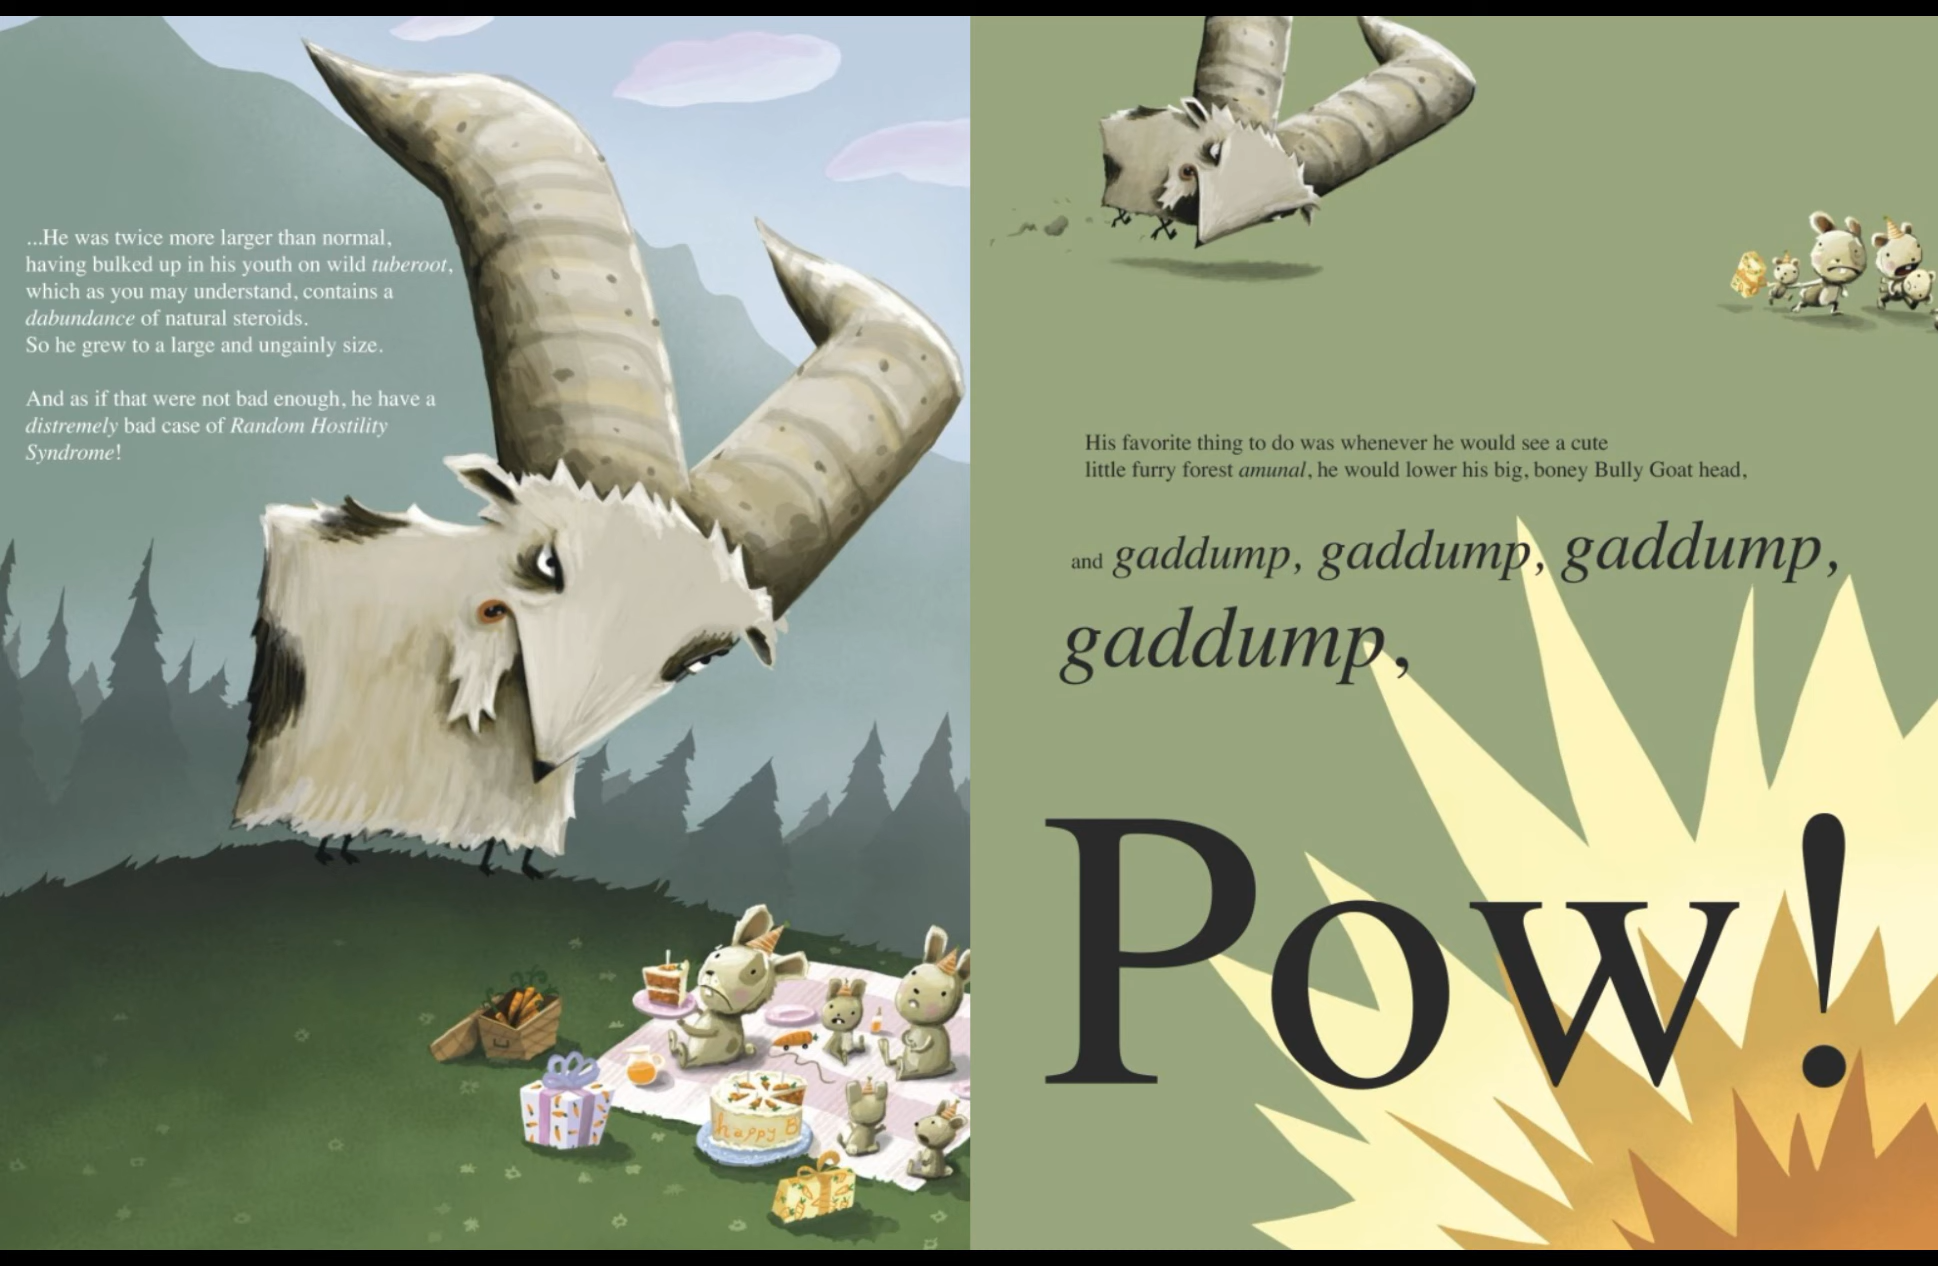 ...He was twice more larger than normal,
having bulked up in his youth on wild tuberoot,
which as you may understand, contains a
dabundance of natural steroids.
So he grew to a large and ungainly size.
And as if that were not bad enough, he have a
distremely bad case of Random Hostility
Syndrome!
happy B
His favorite thing to do was whenever he would see a cute
little furry forest amunal, he would lower his big, boney Bully Goat head,
and gaddump, gaddump, gaddump,
gaddump,
Pow!